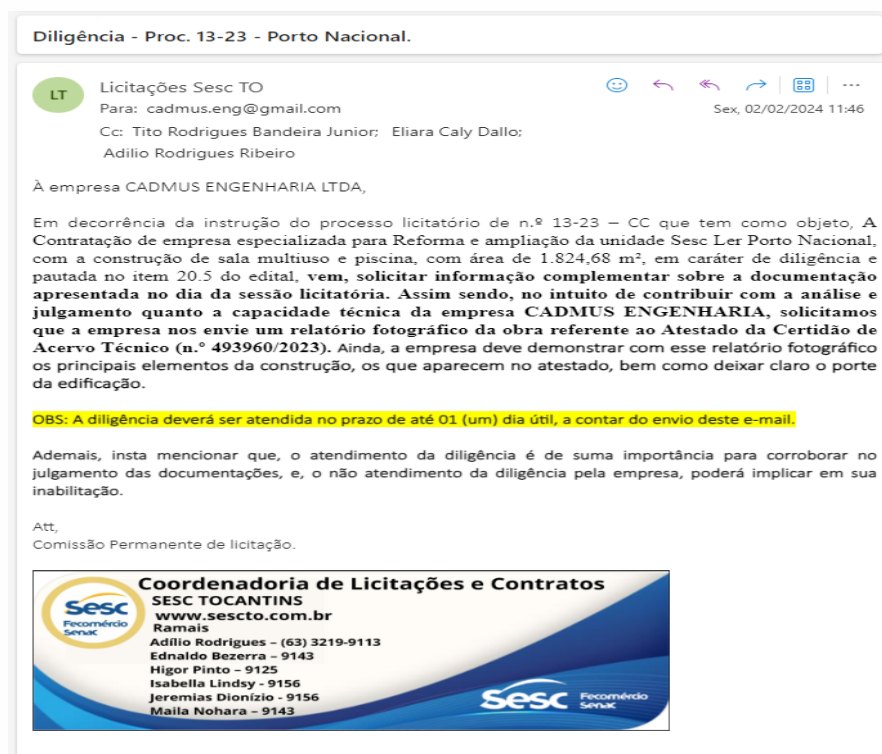 Diligência - Proc. 13-23 - Porto Nacional.
LT
Licitações Sesc TO
Para: cadmus.eng@gmail.com
Sex, 02/02/2024 11:46
Cc: Tito Rodrigues Bandeira Junior; Eliara Caly Dallo;
Adilio Rodrigues Ribeiro
À empresa CADMUS ENGENHARIA LTDA,
Em decorrência da instrução do processo licitatório de n.º 13-23 – CC que tem como objeto, A
Contratação de empresa especializada para Reforma e ampliação da unidade Sesc Ler Porto Nacional,
com a construção de sala multiuso e piscina, com área de 1.824,68 m², em caráter de diligência e
pautada no item 20.5 do edital, vem, solicitar informação complementar sobre a documentação
apresentada no dia da sessão licitatória. Assim sendo, no intuito de contribuir com a análise e
julgamento quanto a capacidade técnica da empresa CADMUS ENGENHARIA, solicitamos
que a empresa nos envie um relatório fotográfico da obra referente ao Atestado da Certidão de
Acervo Técnico (n.° 493960/2023). Ainda, a empresa deve demonstrar com esse relatório fotográfico
os principais elementos da construção, os que aparecem no atestado, bem como deixar claro o porte
da edificação.
OBS: A diligência deverá ser atendida no prazo de até 01 (um) dia útil, a contar do envio deste e-mail.
Ademais, insta mencionar que, o atendimento da diligência é de suma importância para corroborar no
julgamento das documentações, e, o não atendimento da diligência pela empresa, poderá implicar em sua
inabilitação.
Att,
Comissão Permanente de licitação.
Coordenadoria de Licitações e Contratos
SESC TOCANTINS
www.sescto.com.br
Ramais
Adílio Rodrigues – (63) 3219-9113
Ednaldo Bezerra – 9143
Higor Pinto – 9125
Isabella Lindsy - 9156
Jeremias Dionízio - 9156
Maila Nohara – 9143
Sesc
Fecomércio
Senac
Sesc
Fecomércio
Senac